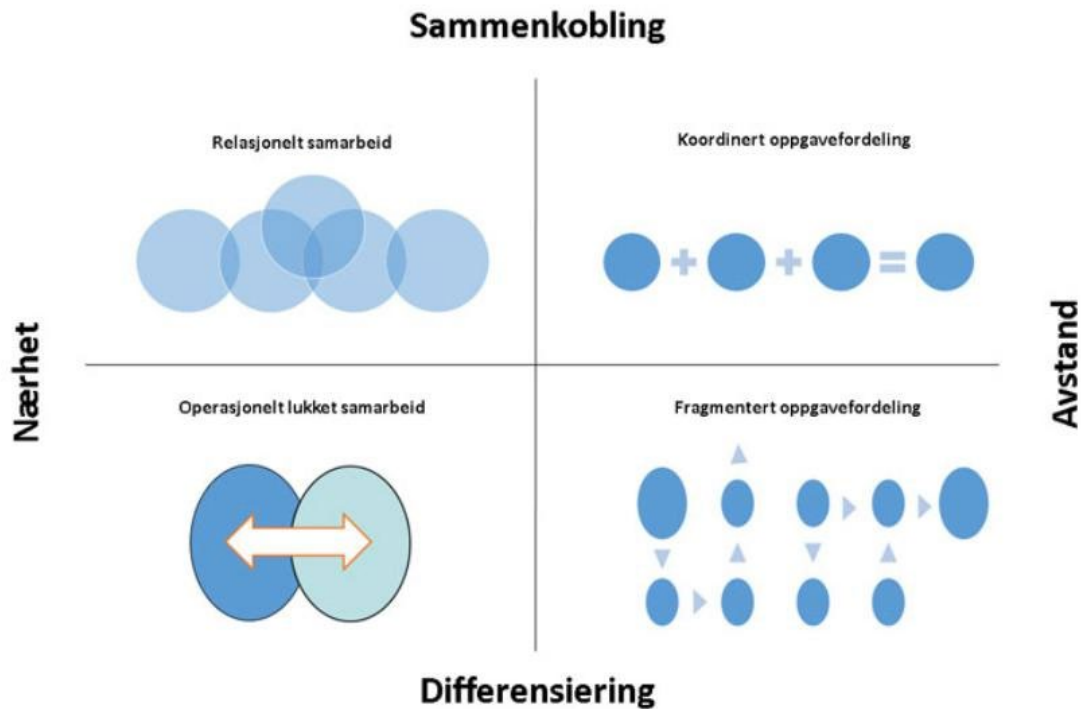 Sammenkobling
Relasjonelt samarbeid
Koordinert oppgavefordeling
Nærhet
Avstand
Operasjonelt lukket samarbeid
Fragmentert oppgavefordeling
Differensiering